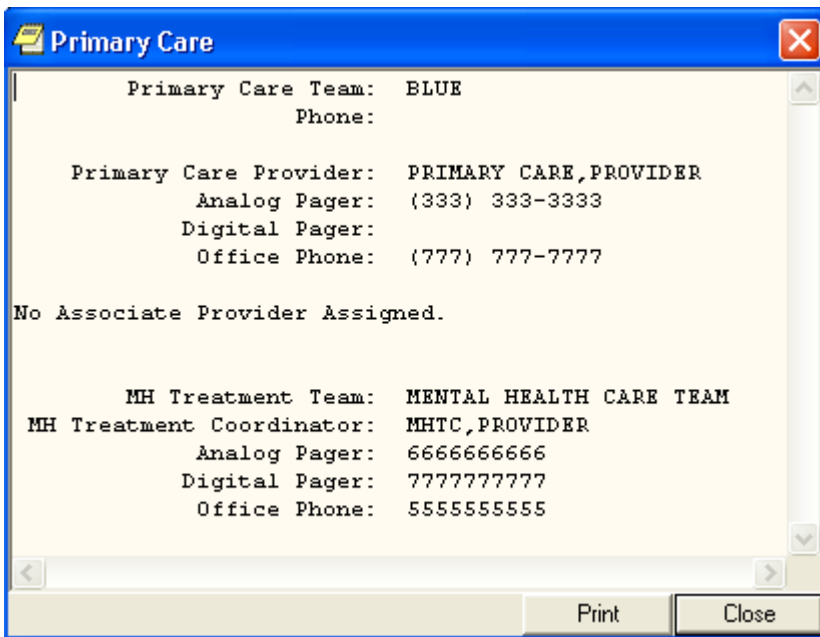 Primary Care
Primary Care Team: BLUE
Phone:
Primary Care Provider: PRIMARY CARE,PROVIDER
Analog Pager: (333) 333-3333
Digital Pager:
Office Phone: (777) 777-7777
No Associate Provider Assigned.
MH Treatment Team: MENTAL HEALTH CARE TEAM
MH Treatment Coordinator: MHTC,PROVIDER
Analog Pager: 6666666666
Digital Pager: 7777777777
Office Phone: 5555555555
Print Close